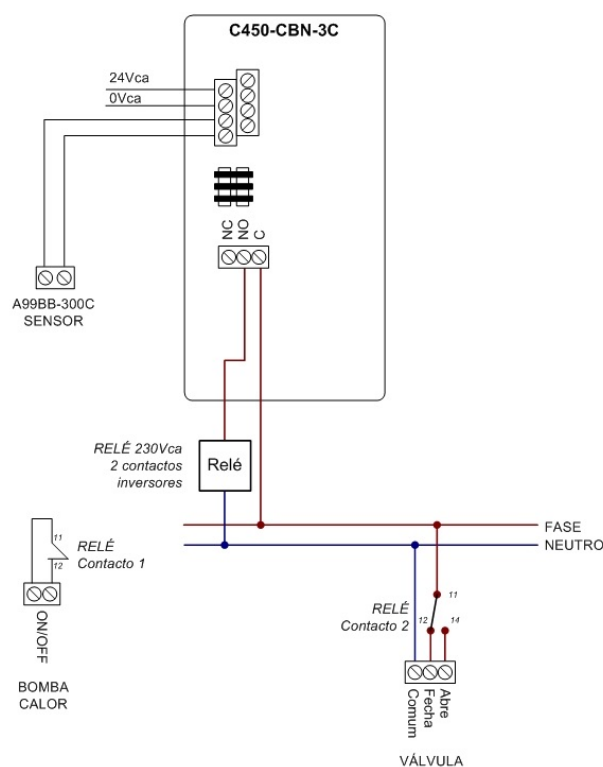 C450-CBN-3C
24Vca
0Vca
NC
NO
C
A99BB-300C
SENSOR
RELÉ 230Vca
2 contactos
inversores
Relé
FASE
NEUTRO
11
12
RELÉ
Contacto 1
ON/OFF
BOMBA
CALOR
RELÉ
Contacto 2
11
12
14
Comum
Fecha
Abre
VÁLVULA